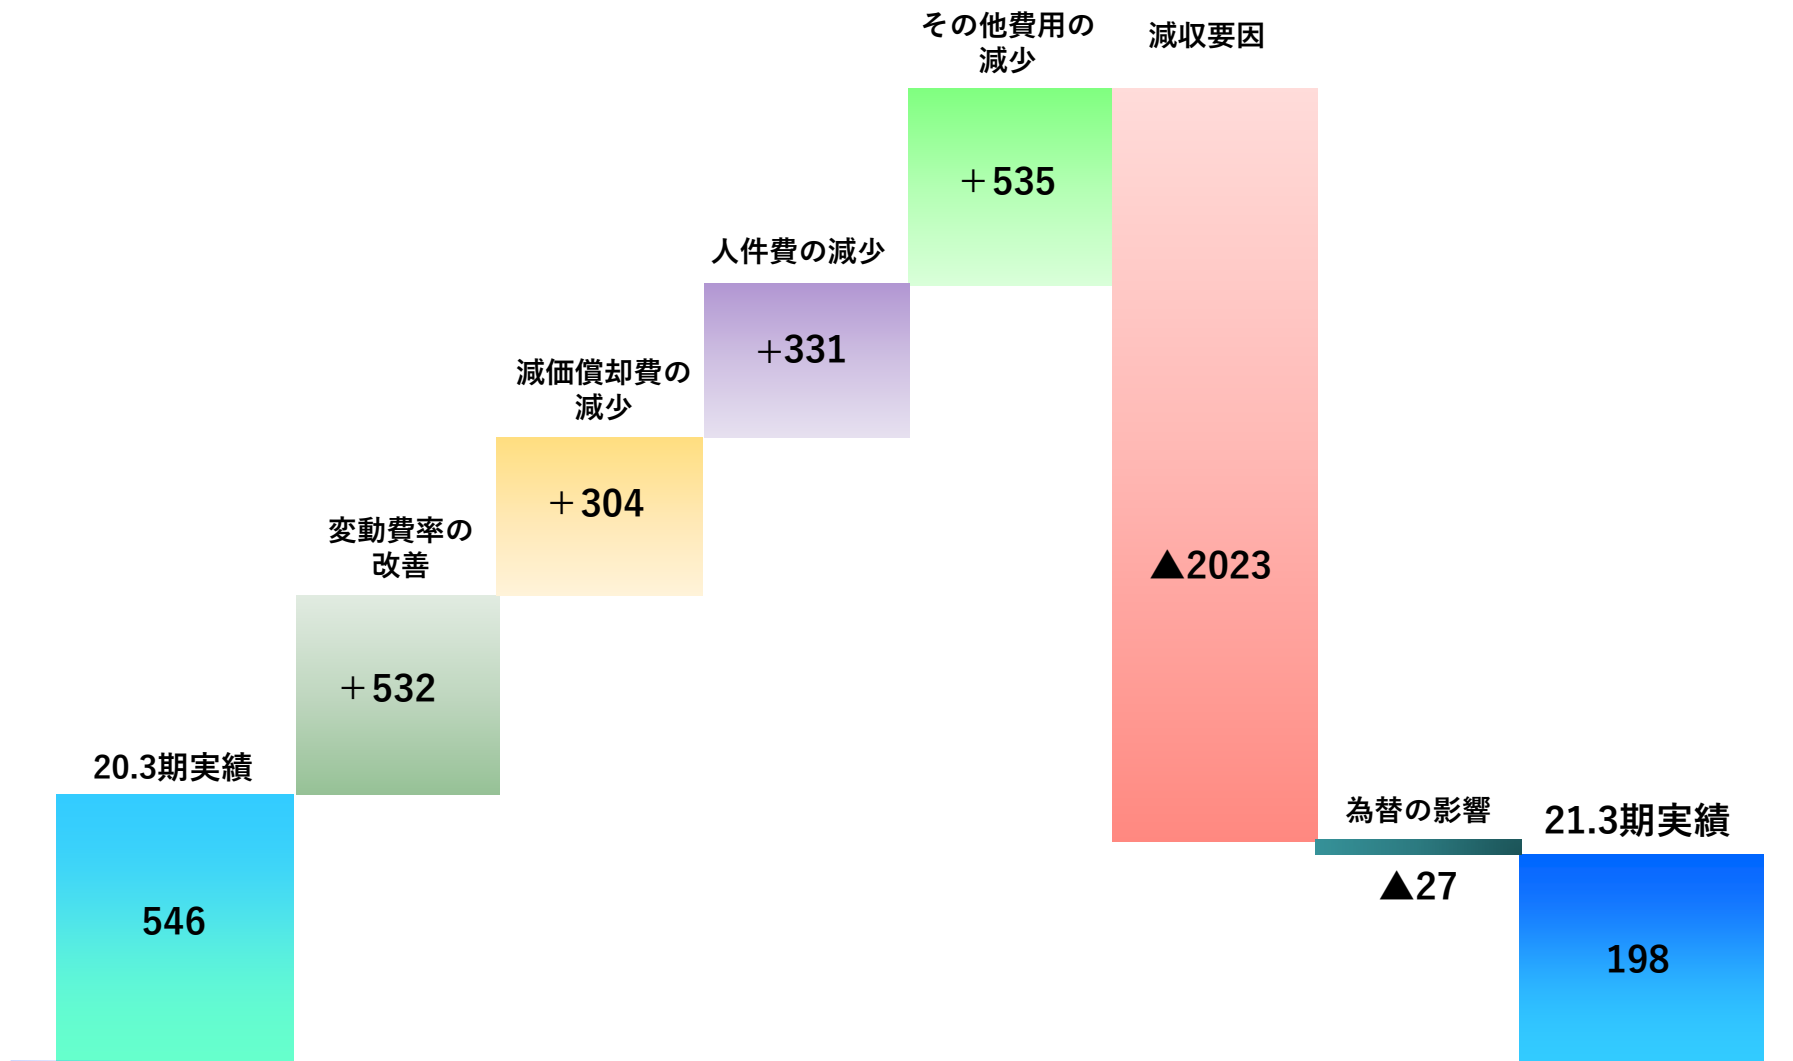 20.3期実績
546
変動費率の
改善
＋532
減価償却費の
減少
＋304
人件費の減少
＋331
その他費用の
減少
＋535
減収要因
▲2023
為替の影響
▲27
21.3期実績
198